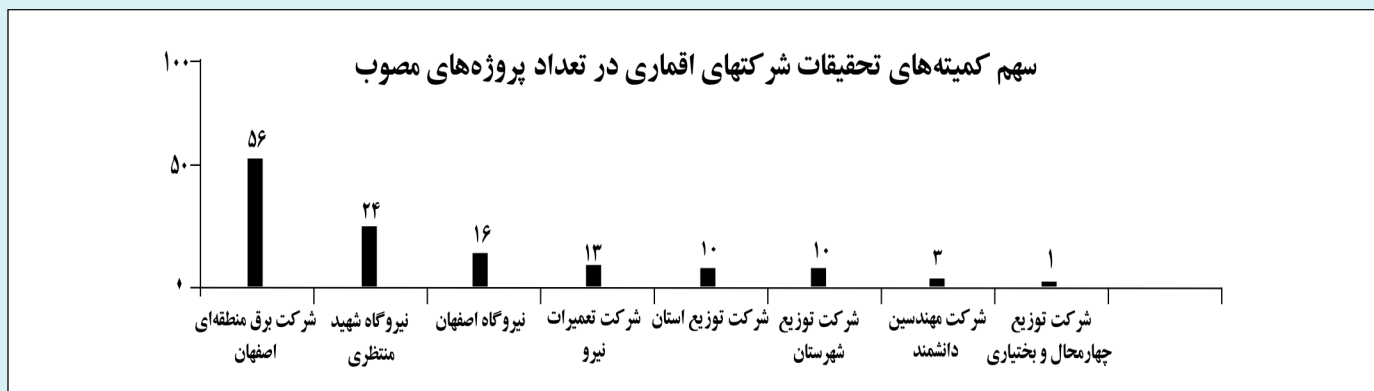 سهم کمیته‌های تحقیقات شرکتهای اقماری در تعداد پروژه‌های مصوب
۱۰۰
۵۰
۰
۵۶
۲۴
۱۶
۱۳
۱۰
۱۰
۳
۱
شرکت برق منطقه‌ای
اصفهان
نیروگاه شهید
منتظری
نیروگاه اصفهان
شرکت تعمیرات
نیرو
شرکت توزیع استان
شرکت توزیع
شهرستان
شرکت مهندسین
دانشمند
شرکت توزیع
چهارمحال و بختیاری